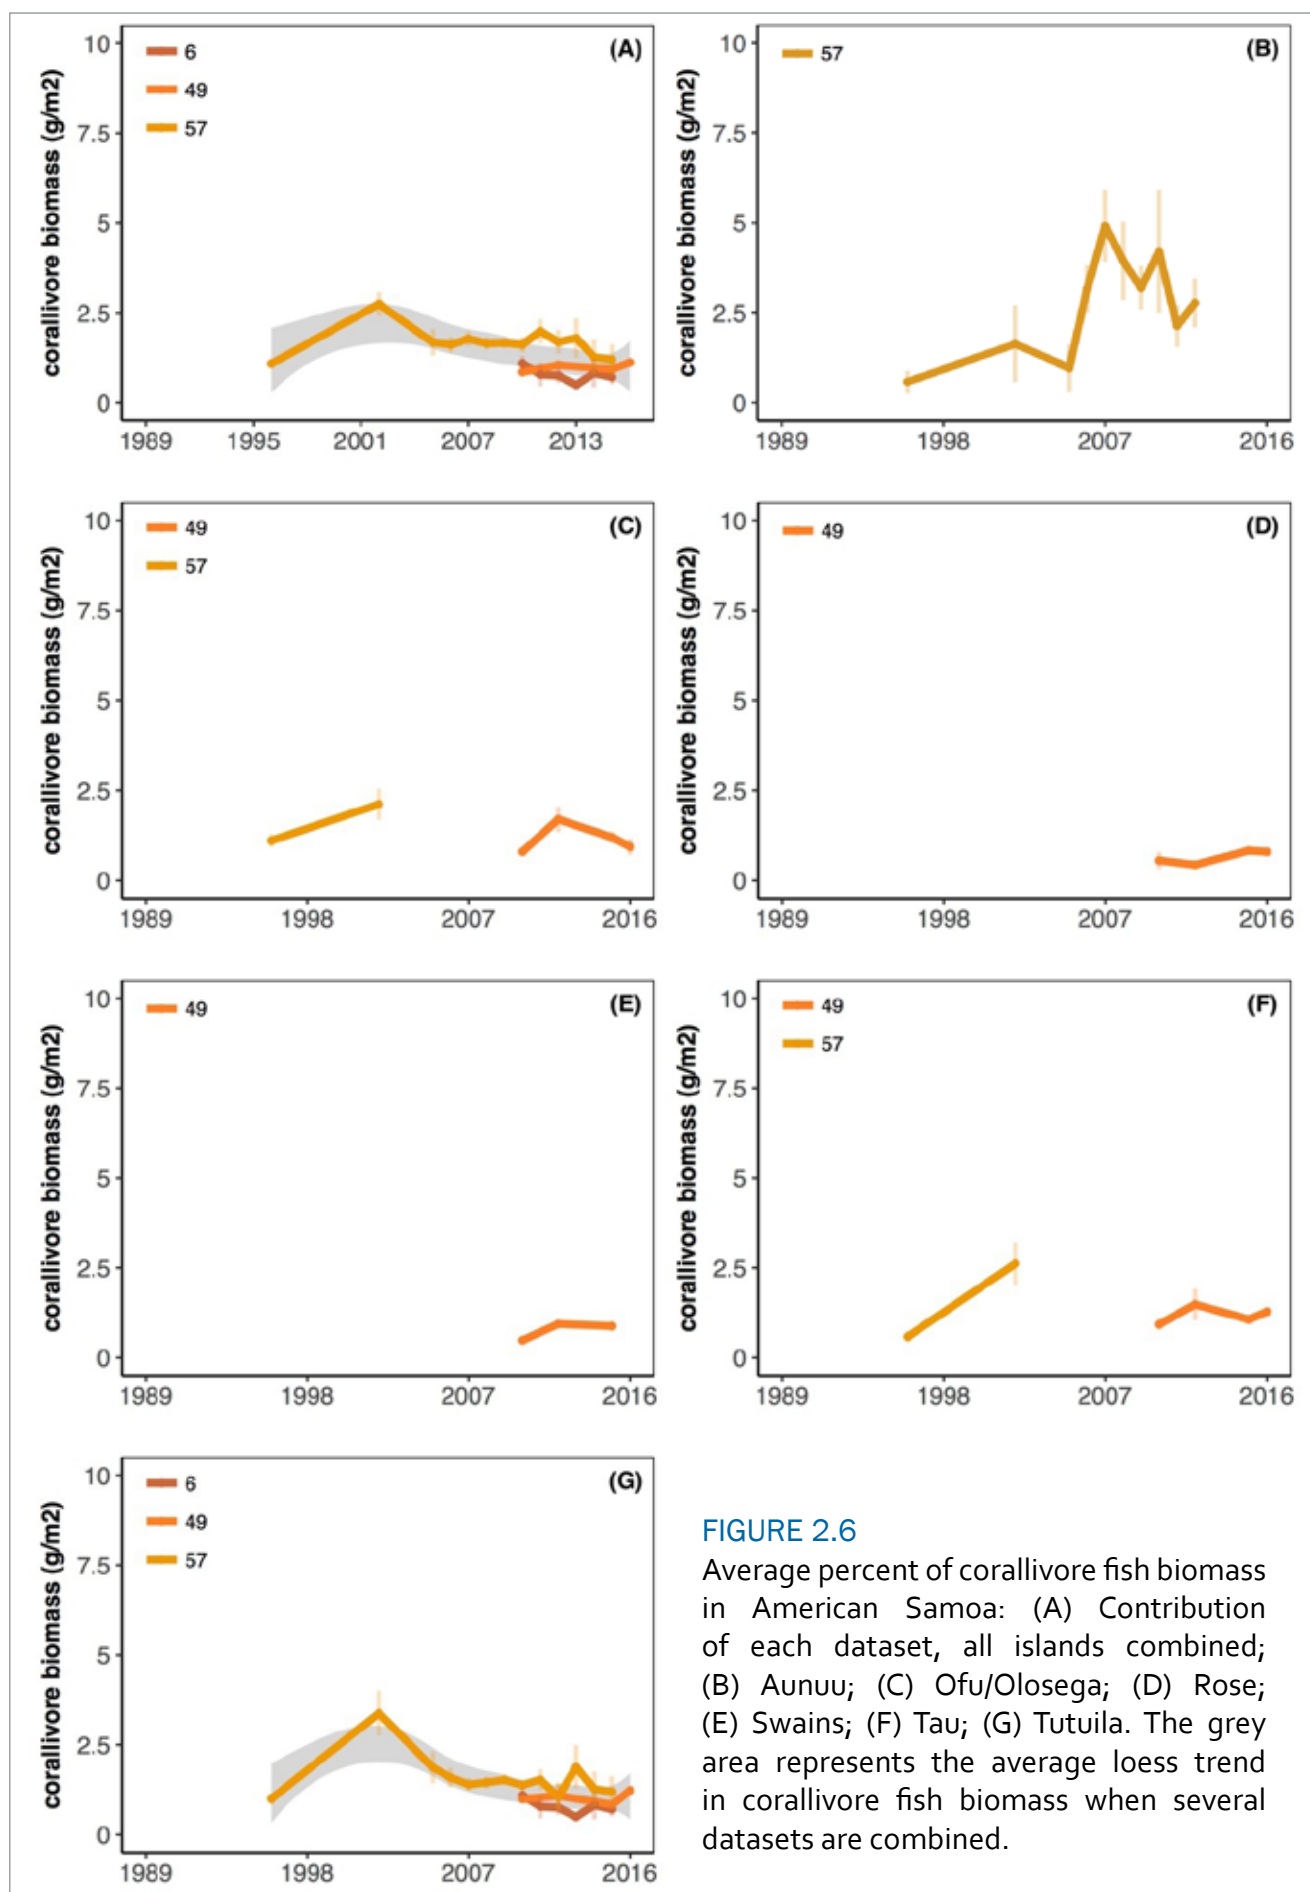 corallivore biomass (g/m2)
10
7.5
5
2.5
0
6
49
57
(A)
1989 1995 2001 2007 2013
corallivore biomass (g/m2)
10
7.5
5
2.5
0
57
(B)
1989 1998 2007 2016
corallivore biomass (g/m2)
10
7.5
5
2.5
0
49
57
(C)
1989 1998 2007 2016
corallivore biomass (g/m2)
10
7.5
5
2.5
0
49
(D)
1989 1998 2007 2016
corallivore biomass (g/m2)
10
7.5
5
2.5
0
49
(E)
1989 1998 2007 2016
corallivore biomass (g/m2)
10
7.5
5
2.5
0
49
57
(F)
1989 1998 2007 2016
corallivore biomass (g/m2)
10
7.5
5
2.5
0
6
49
57
(G)
1989 1998 2007 2016
FIGURE 2.6
Average percent of corallivore fish biomass
in American Samoa: (A) Contribution
of each dataset, all islands combined;
(B) Aunuu; (C) Ofu/Olosega; (D) Rose;
(E) Swains; (F) Tau; (G) Tutuila. The grey
area represents the average loess trend
in corallivore fish biomass when several
datasets are combined.